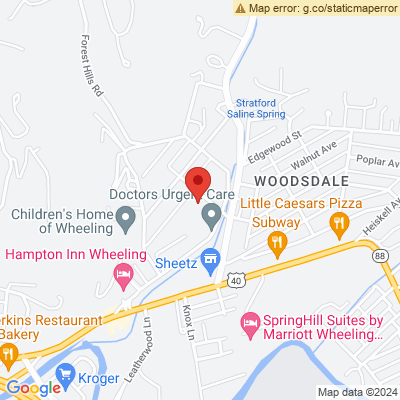 Map error: g.co/staticmaperror
Forest Hills Rd
Stratford
Saline Spring
Edgewood St
Walnut Ave
Poplar Av
WOODSDALE
Doctors Urgent Care
Little Caesars Pizza
Subway
Heiskell Av
Children's Home
of Wheeling
Hampton Inn Wheeling
Sheetz
88
40
rkins Restaurant
Bakery
Knox Ln
Leatherwood Ln
SpringHill Suites by
Marriott Wheeling...
Kroger
Map data ©2024